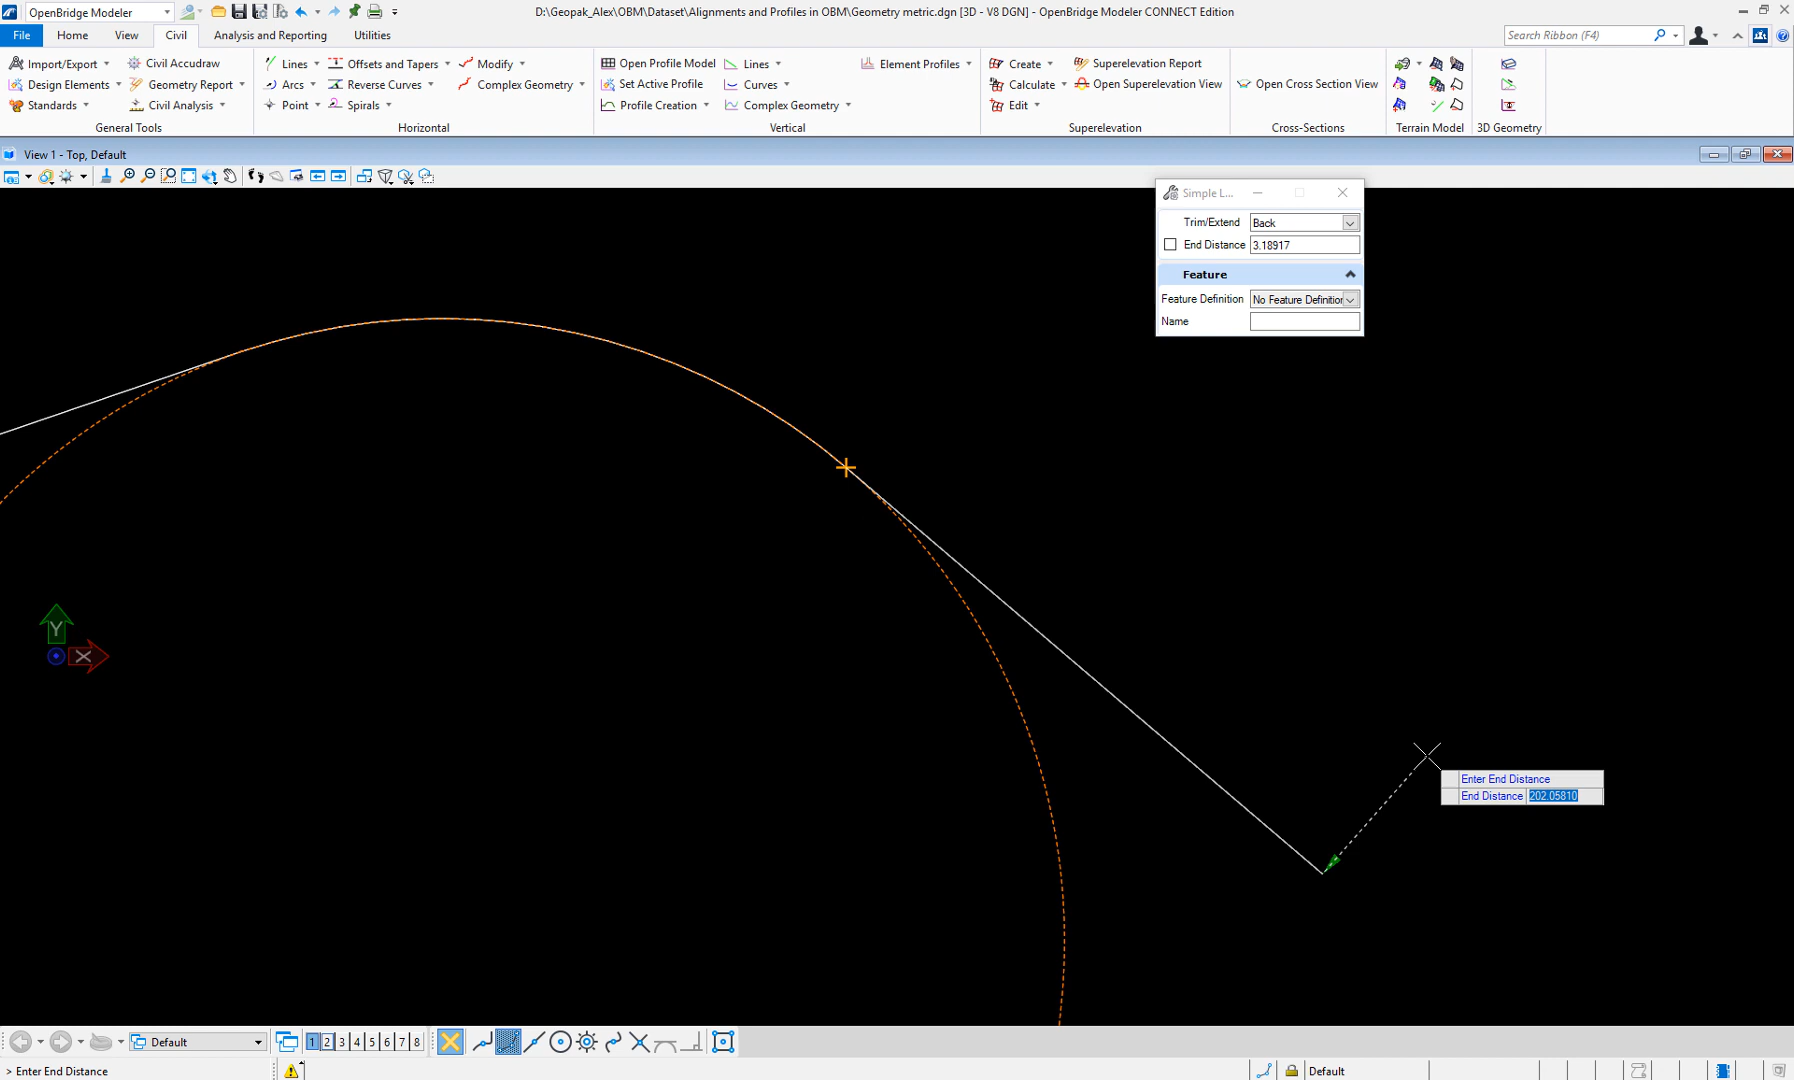 OpenBridge Modeler
D:\Geopak_Alex\OBM\Dataset\Alignments and Profiles in OBM\Geometry metric.dgn [3D - V8 DGN] - OpenBridge Modeler CONNECT Edition
File Home View Civil Analysis and Reporting Utilities
Search Ribbon (F4)
Import/Export Civil Accudraw Lines Offsets and Tapers Modify Open Profile Model Lines Element Profiles Create Superelevation Report
Design Elements Geometry Report Arcs Reverse Curves Complex Geometry Set Active Profile Curves Calculate Open Superelevation View Open Cross Section View
Standards Civil Analysis Point Spirals Profile Creation Complex Geometry Edit
General Tools Horizontal Vertical Superelevation Cross-Sections Terrain Model 3D Geometry
View 1 - Top, Default
Simple L...
Trim/Extend Back
End Distance 3.18917
Feature
Feature Definition No Feature Definition
Name
Y
X
Enter End Distance
End Distance 202.05810
Default 1 2 3 4 5 6 7 8
> Enter End Distance
Default